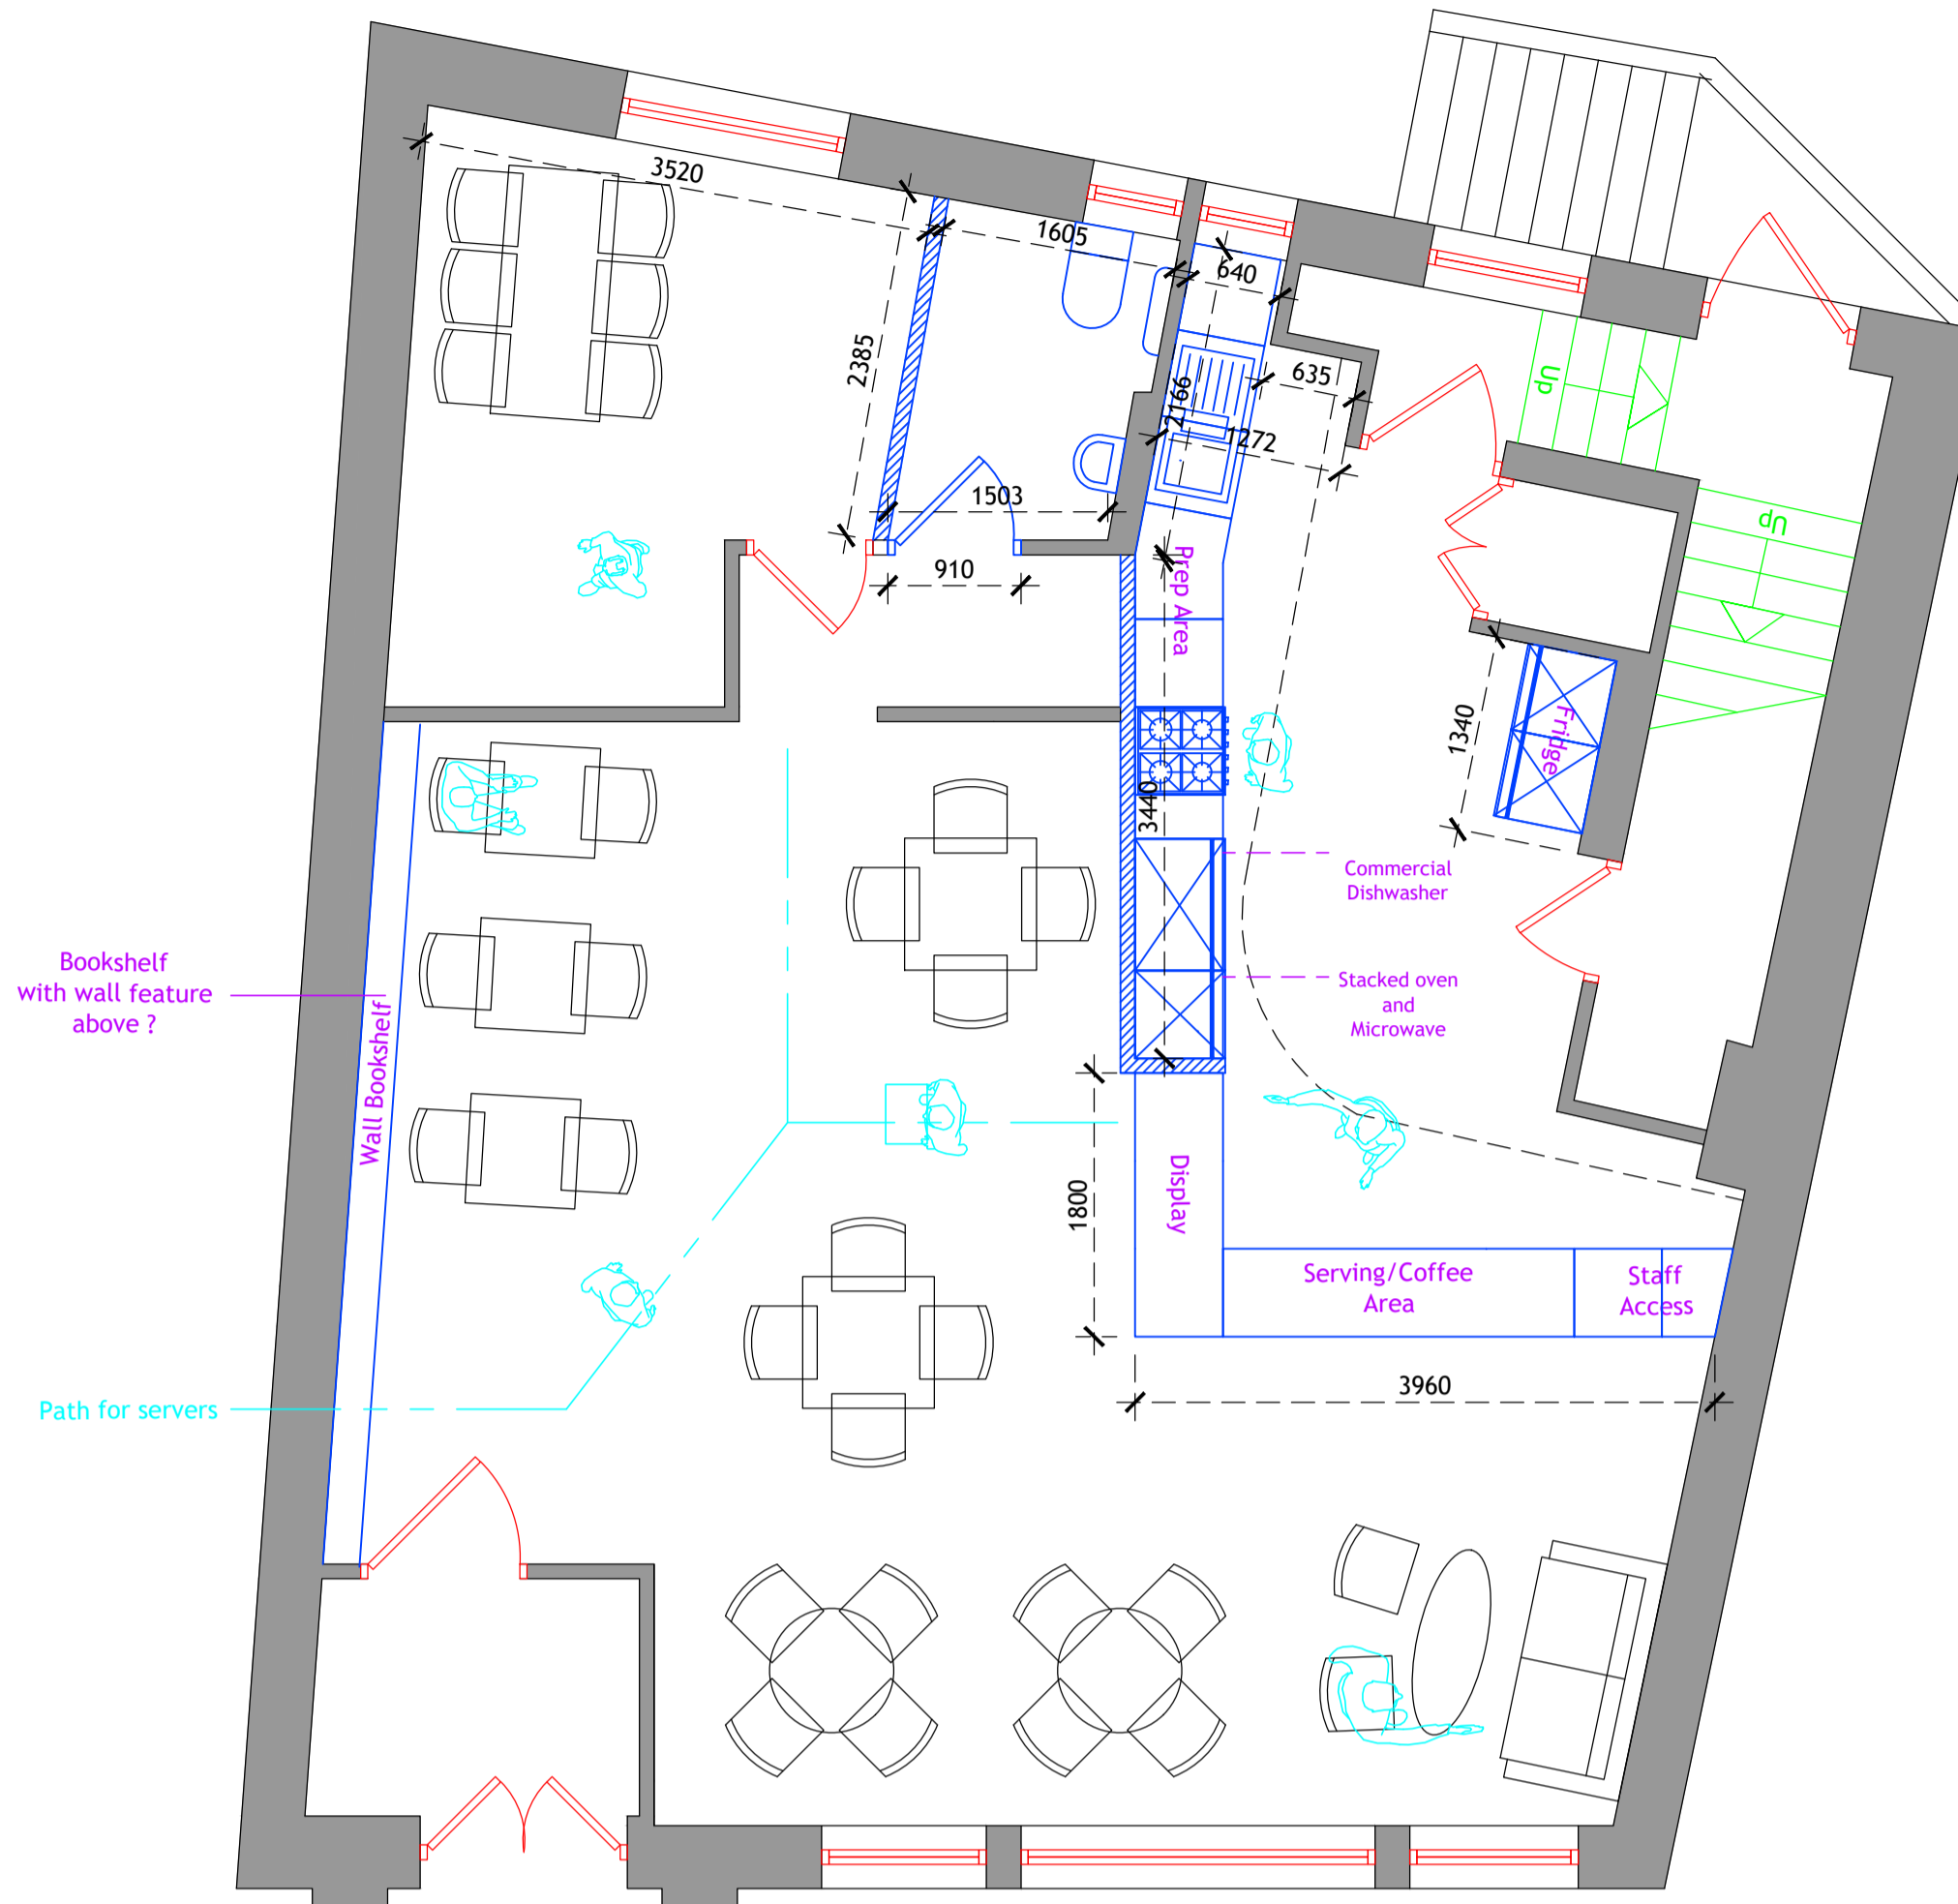 3520
1605
640
2385
635
2166
1272
1503
910
Up
Up
Prep Area
Fridge
1340
3440
Commercial
Dishwasher
Stacked oven
and
Microwave
Bookshelf
with wall feature
above ?
Wall Bookshelf
Display
1800
Serving/Coffee
Area
Staff
Access
3960
Path for servers